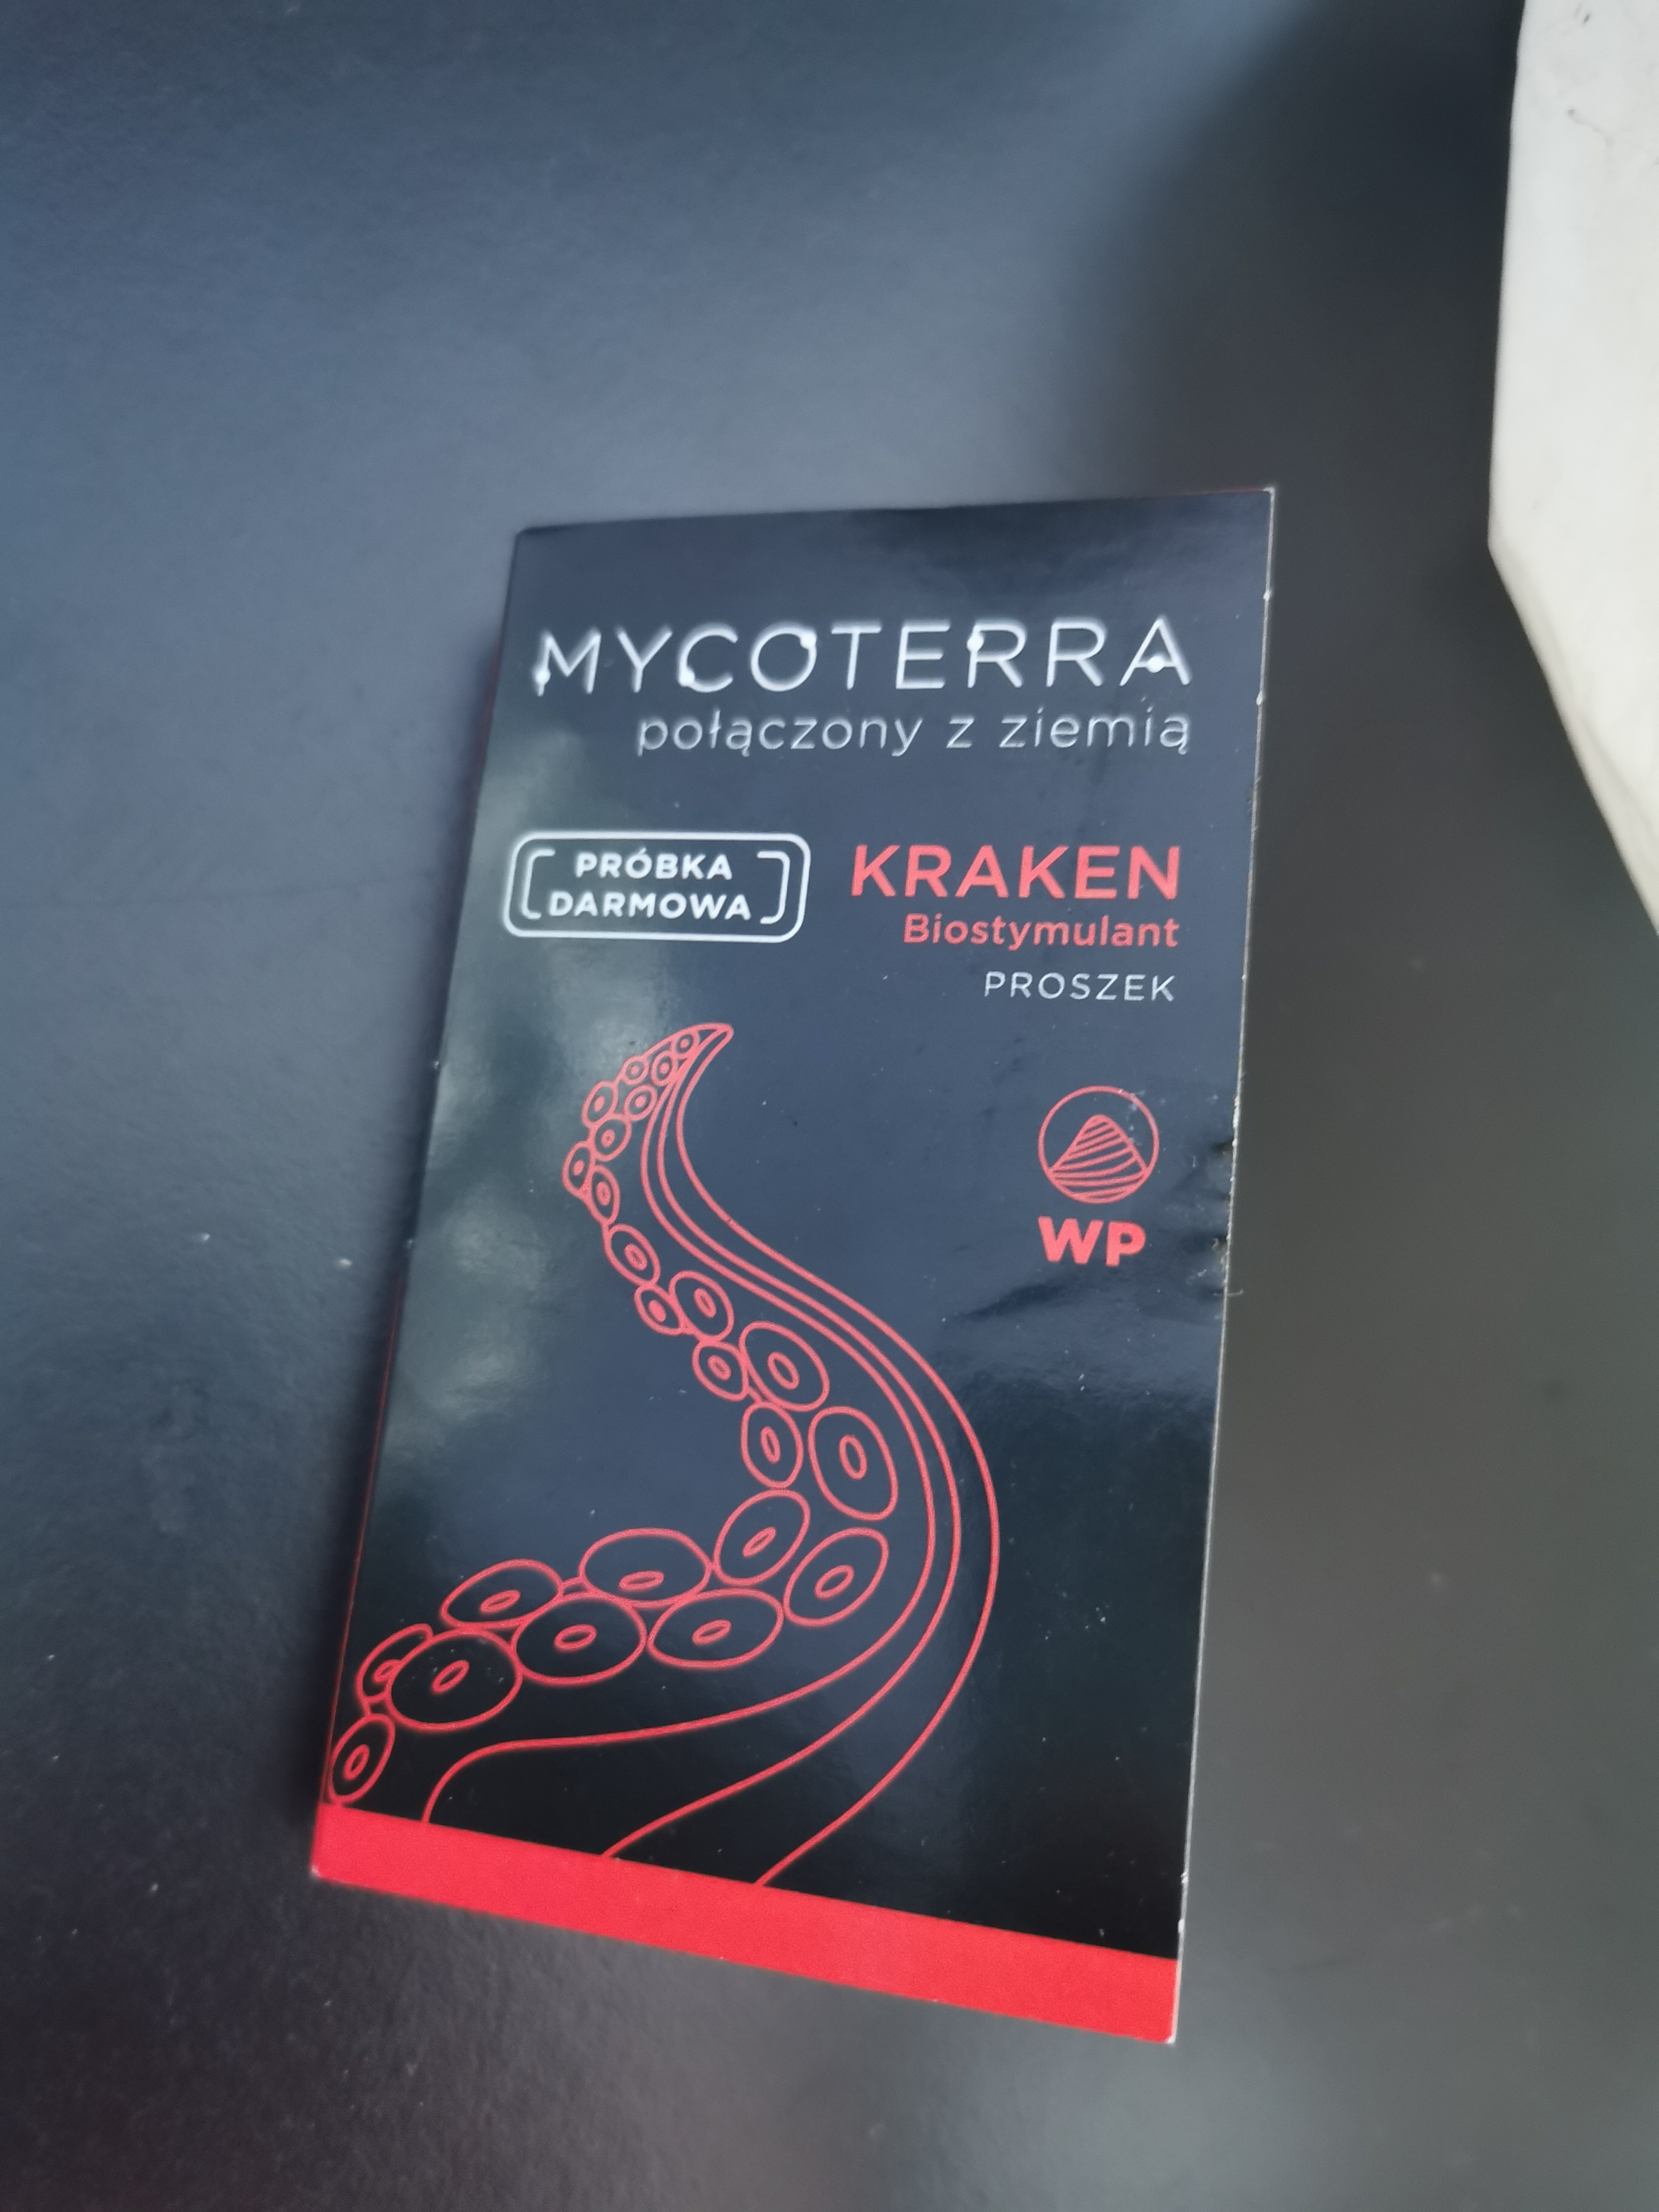 MYCOTERRA
połączony z ziemią
PRÓBKA
DARMOWA
KRAKEN
Biostymulant
PROSZEK
WP